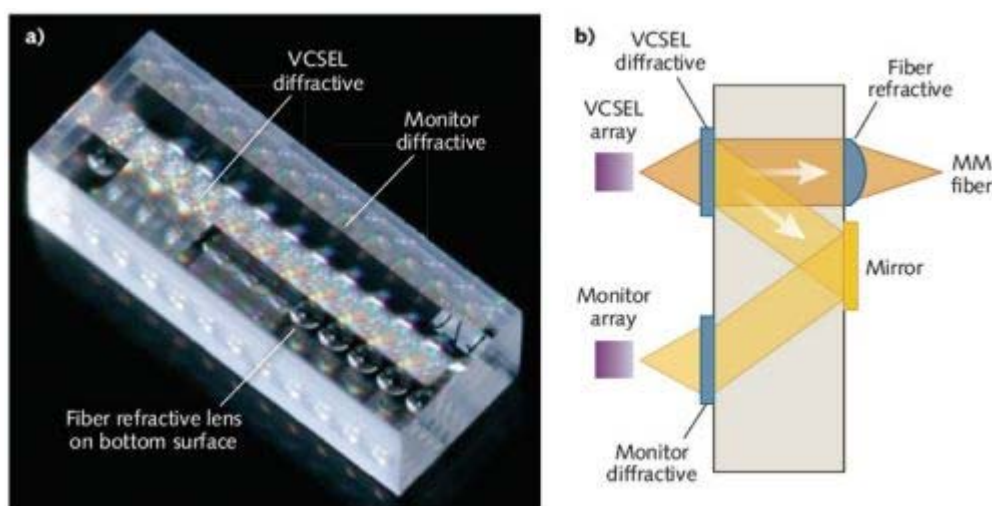 a)
VCSEL
diffractive
Monitor
diffractive
Fiber refractive lens
on bottom surface
b)
VCSEL
diffractive
Fiber
refractive
VCSEL
array
MM
fiber
Mirror
Monitor
array
Monitor
diffractive